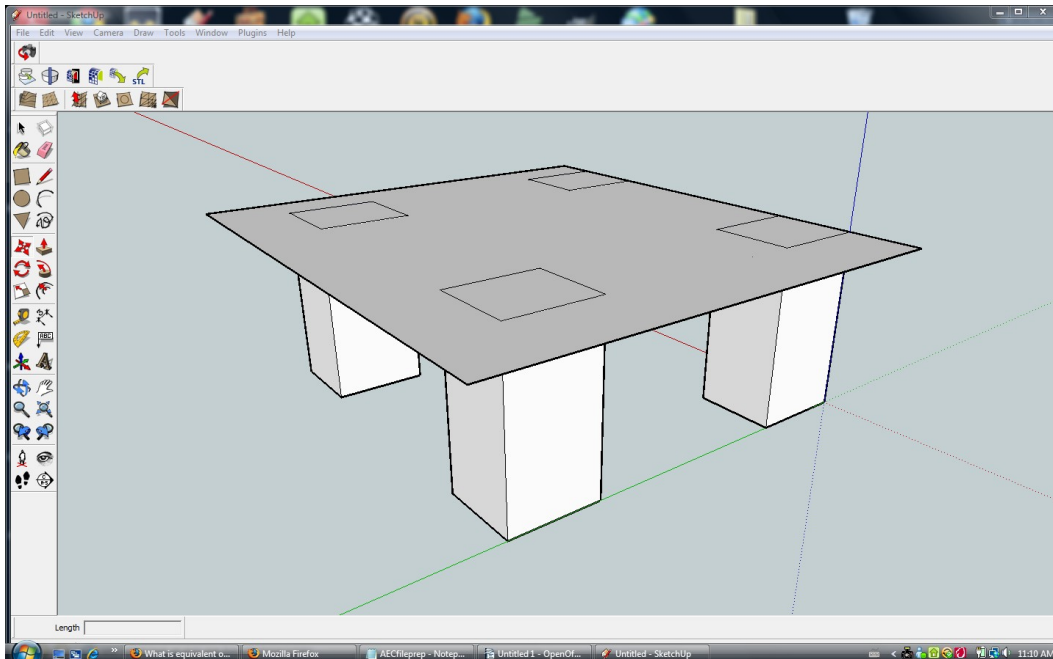 Untitled - SketchUp
File Edit View Camera Draw Tools Window Plugins Help
STL
ABC
Length
» What is equivalent o... Mozilla Firefox AECfileprep - Notep... Untitled 1 - OpenOf... Untitled - SketchUp < 11:10 AM